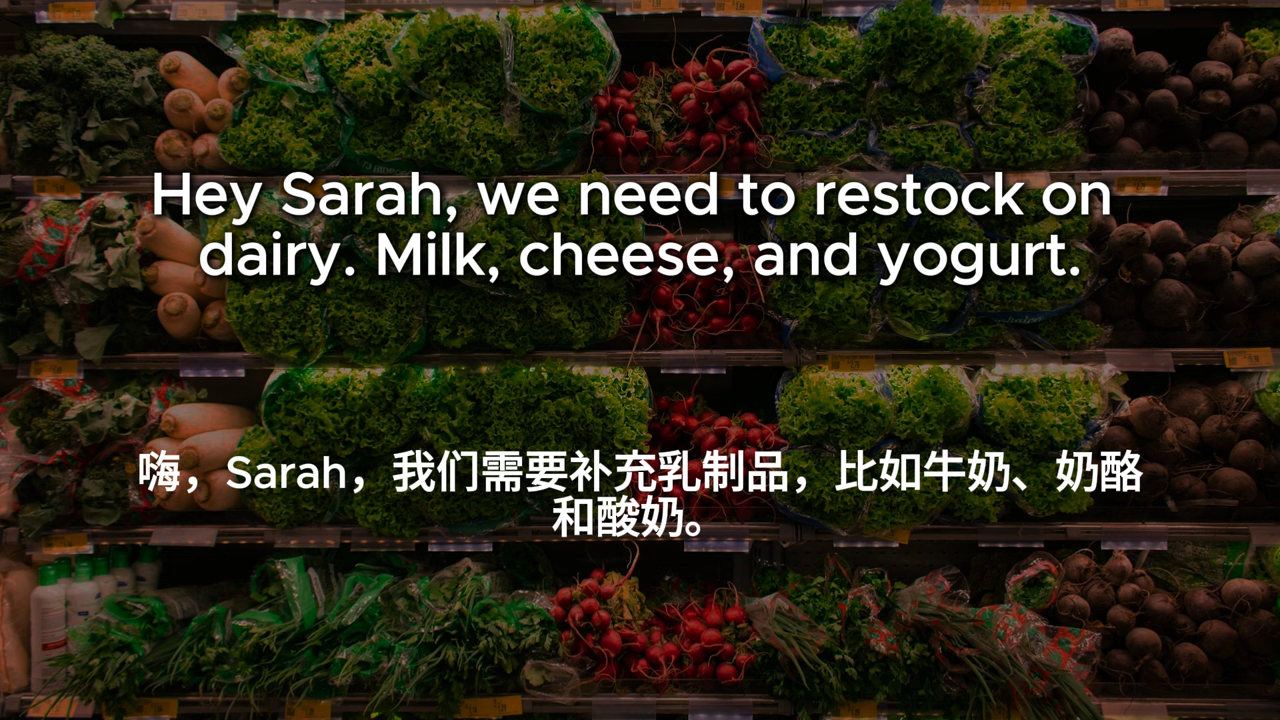 Hey Sarah, we need to restock on
dairy. Milk, cheese, and yogurt.
嗨，Sarah，我们需要补充乳制品，比如牛奶、奶酪
和酸奶。